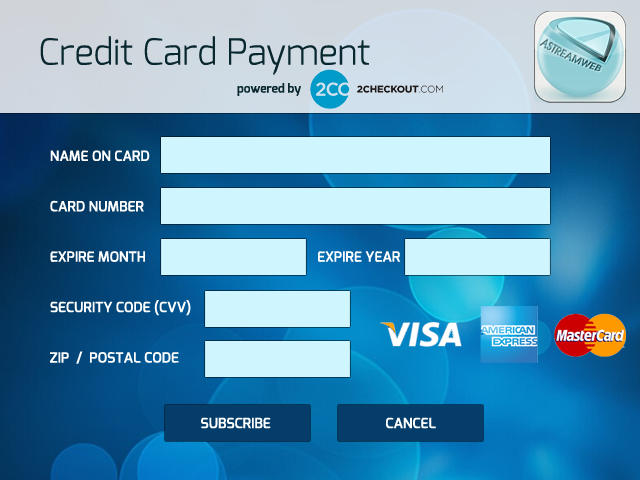 Credit Card Payment
powered by 2CO 2CHECKOUT.COM
ASTREAMWEB
NAME ON CARD
CARD NUMBER
EXPIRE MONTH EXPIRE YEAR
SECURITY CODE (CVV)
VISA AMERICAN EXPRESS MasterCard
ZIP / POSTAL CODE
SUBSCRIBE CANCEL